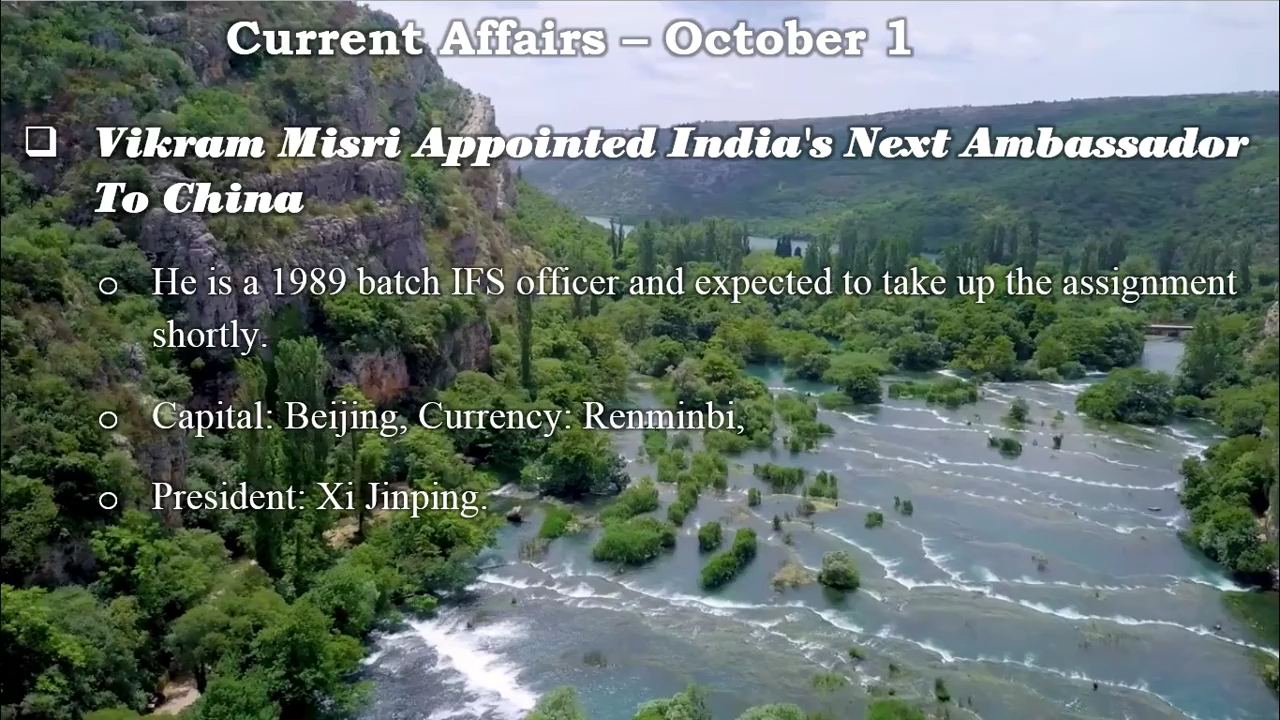 Current Affairs – October 1
❑ Vikram Misri Appointed India's Next Ambassador
To China
o He is a 1989 batch IFS officer and expected to take up the assignment
shortly.
o Capital: Beijing, Currency: Renminbi,
o President: Xi Jinping.